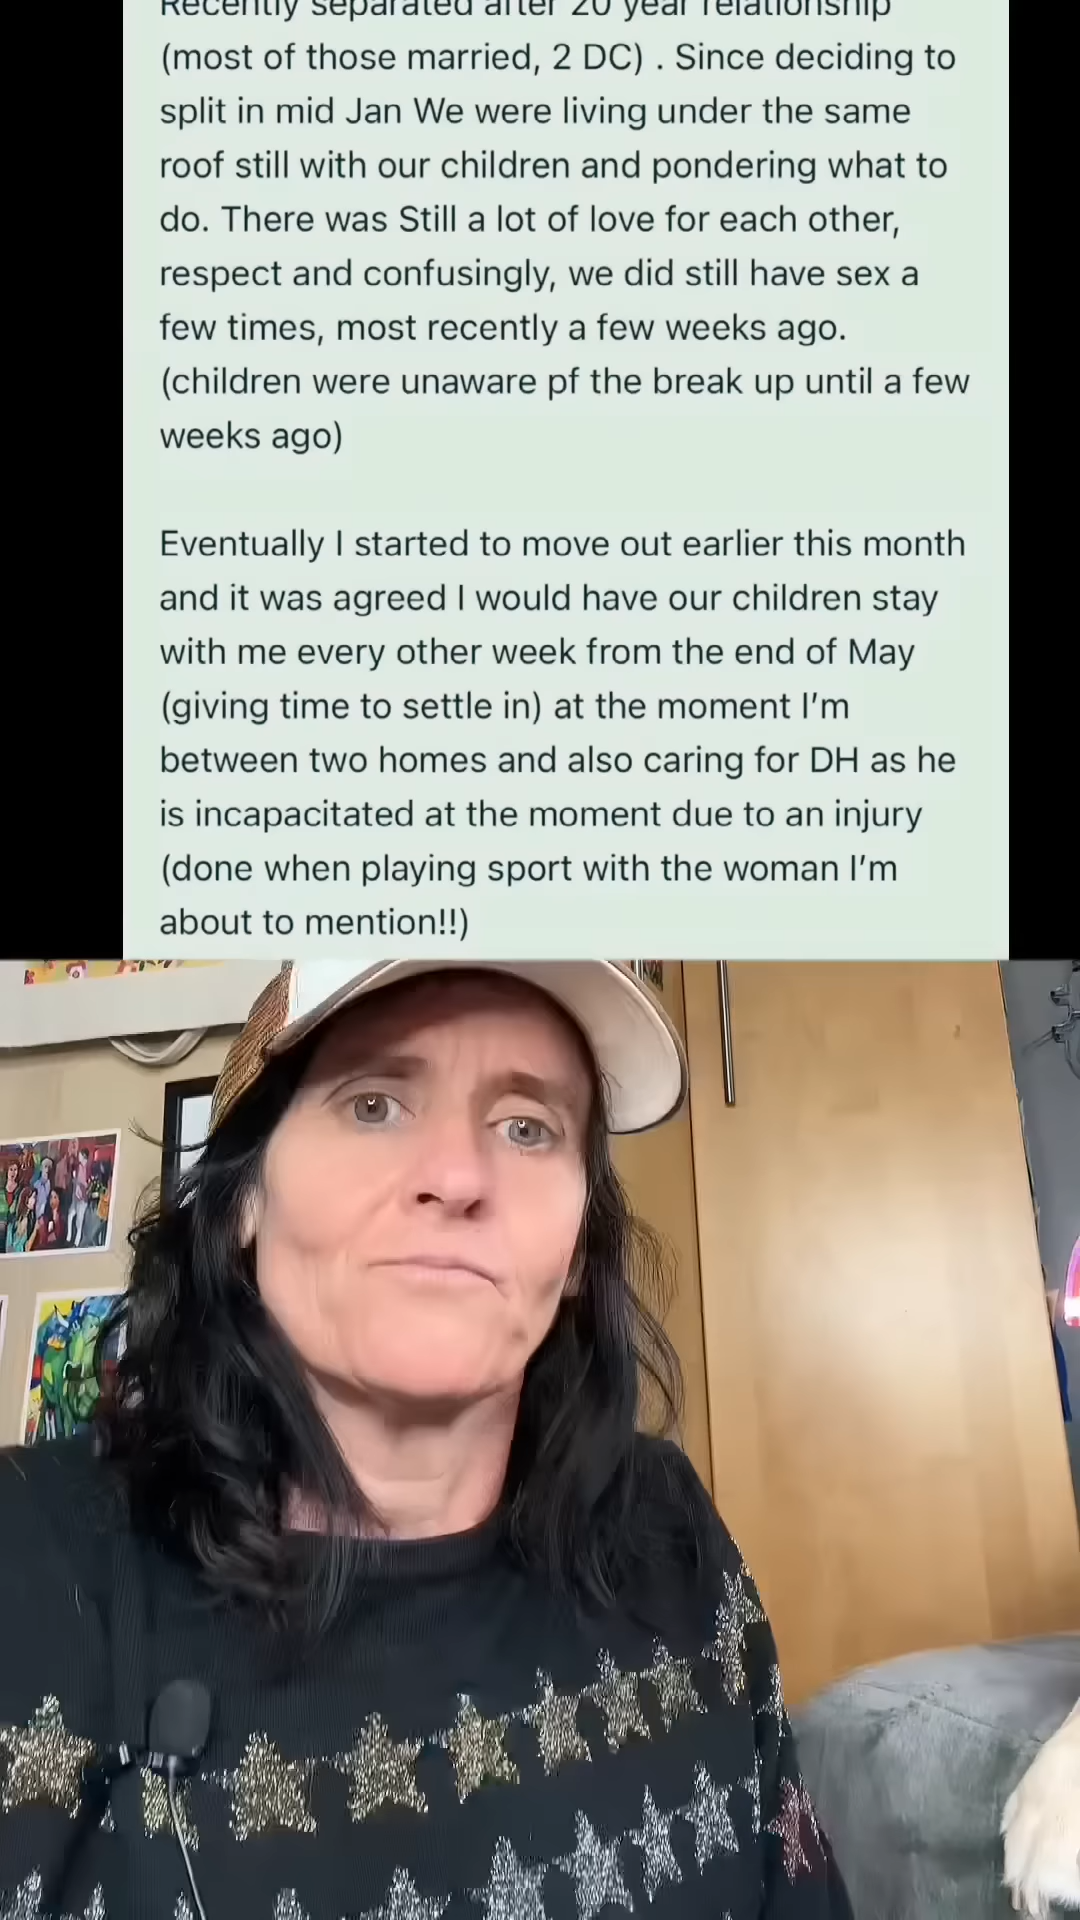 Recently separated after 20 year relationship
(most of those married, 2 DC) . Since deciding to
split in mid Jan We were living under the same
roof still with our children and pondering what to
do. There was Still a lot of love for each other,
respect and confusingly, we did still have sex a
few times, most recently a few weeks ago.
(children were unaware pf the break up until a few
weeks ago)
Eventually I started to move out earlier this month
and it was agreed I would have our children stay
with me every other week from the end of May
(giving time to settle in) at the moment I’m
between two homes and also caring for DH as he
is incapacitated at the moment due to an injury
(done when playing sport with the woman I’m
about to mention!!)